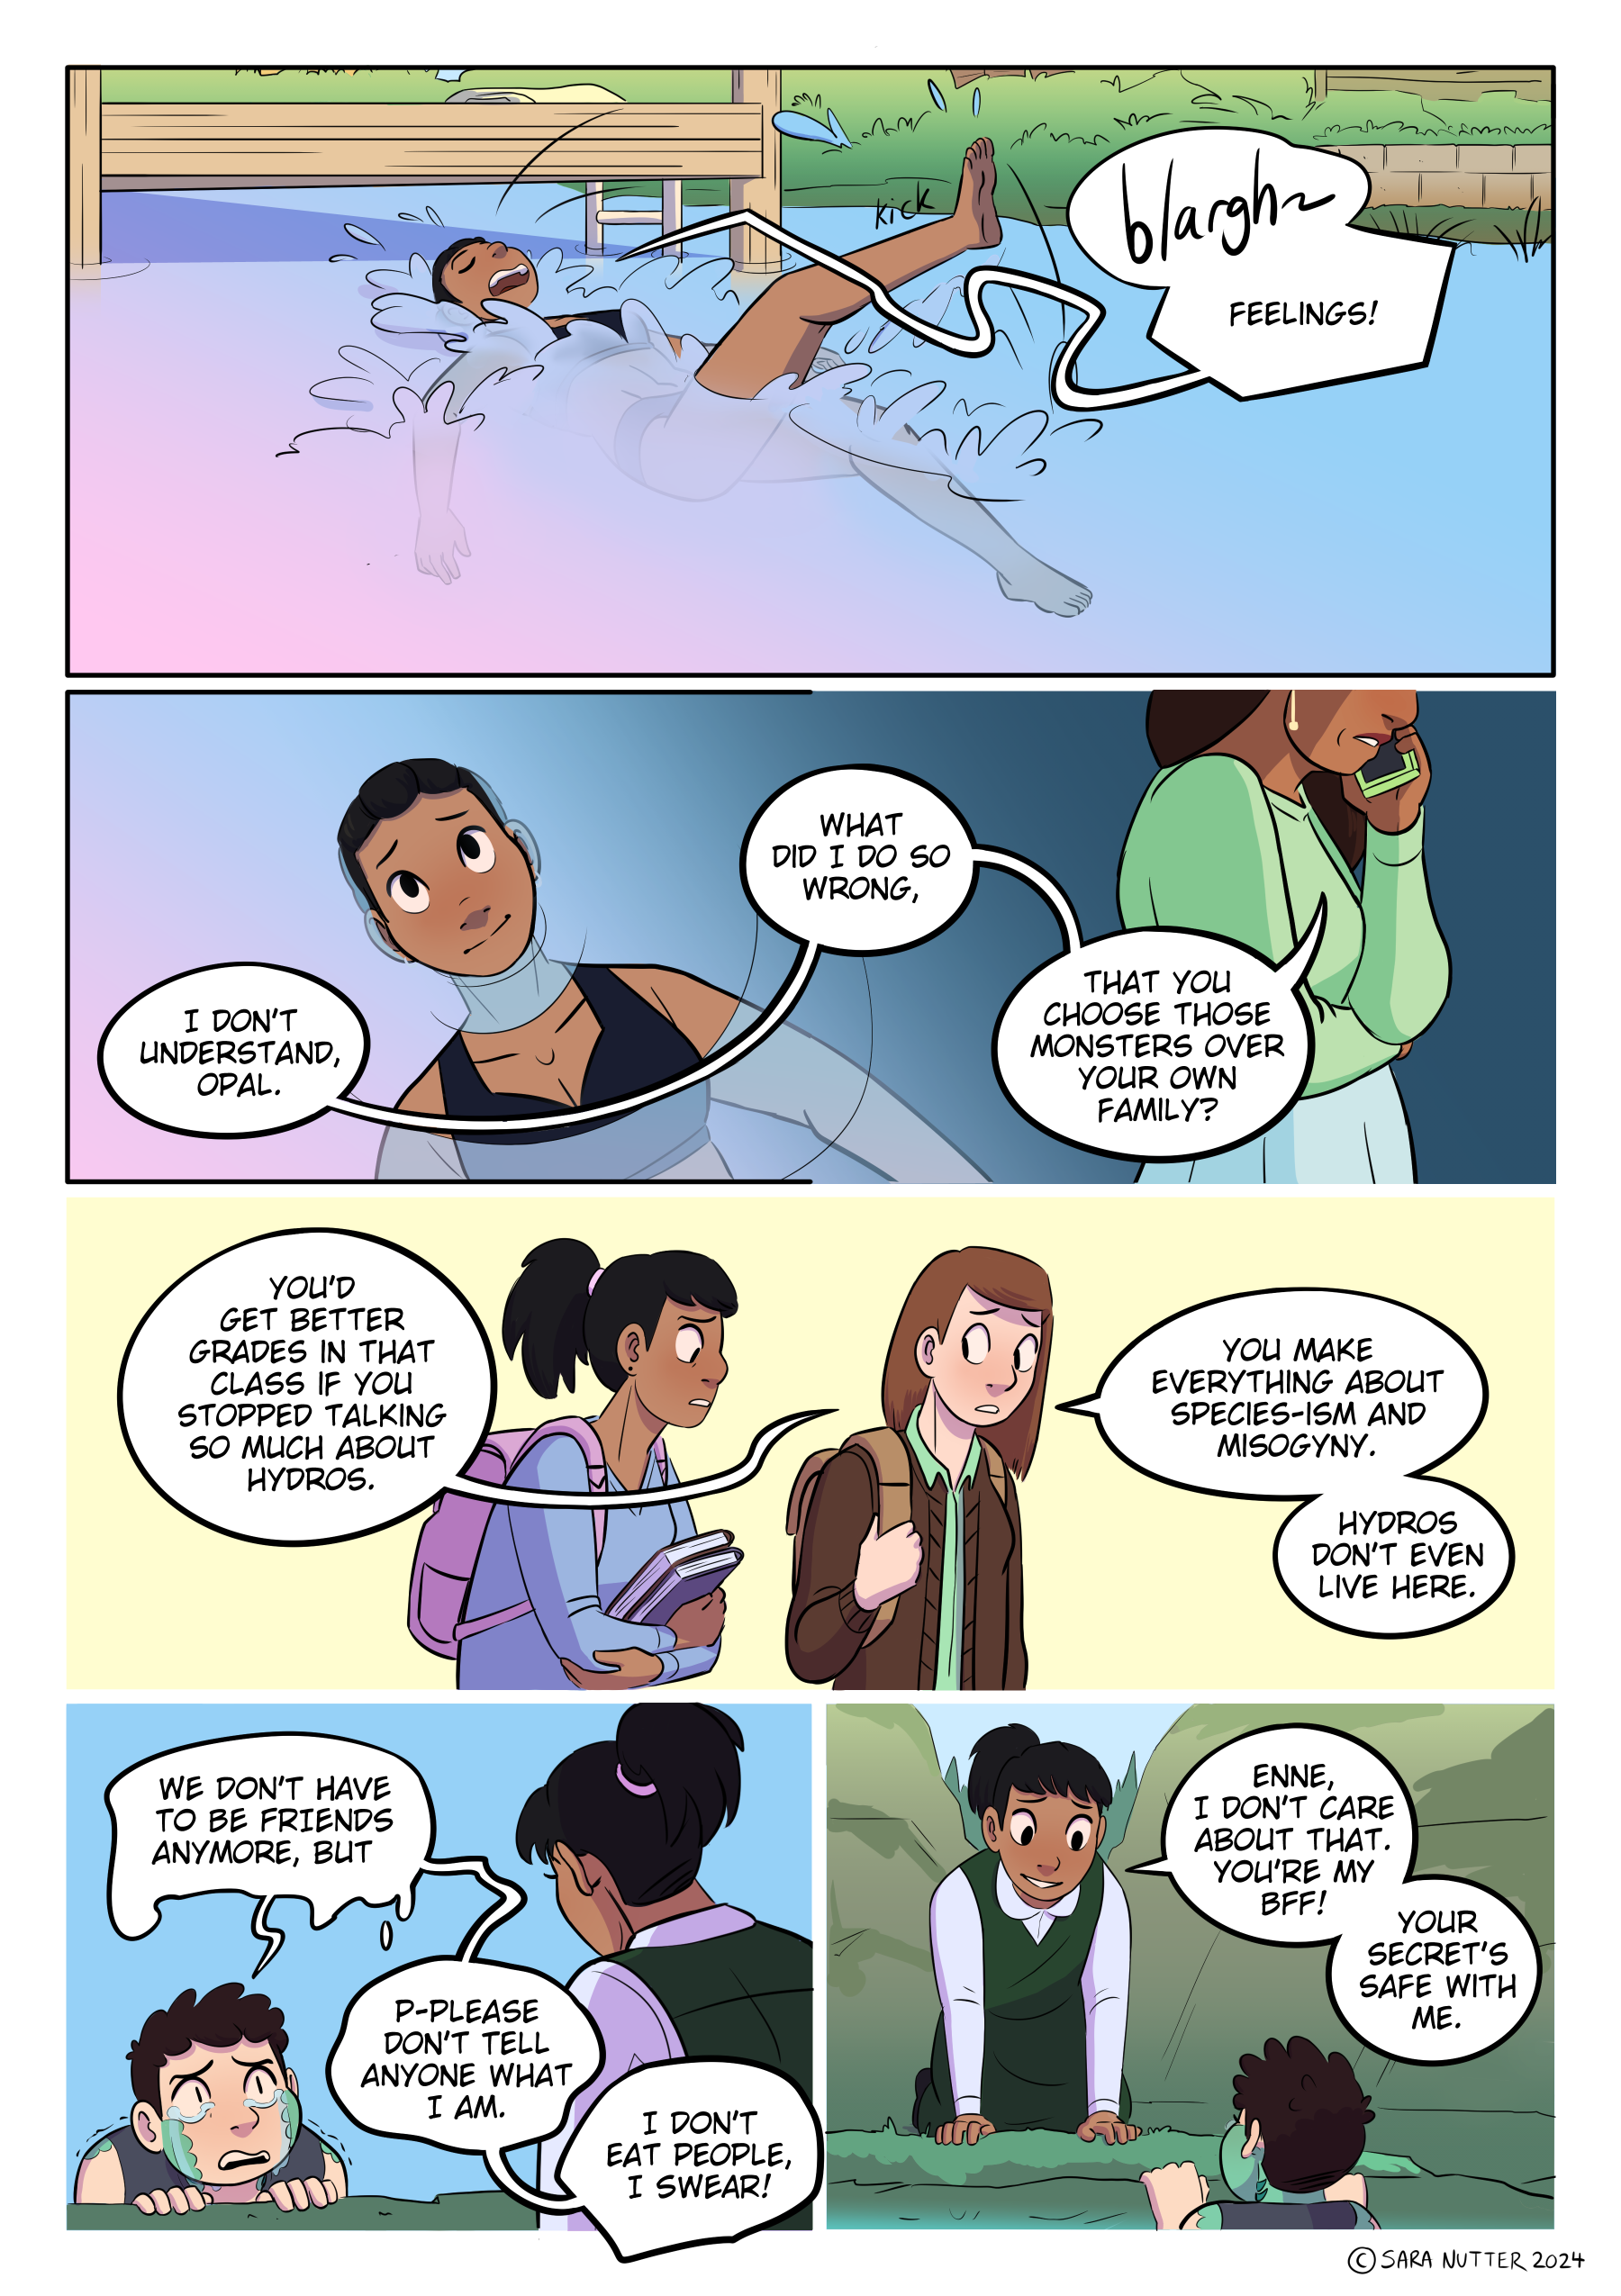 kick
blargh~
FEELINGS!
I DON'T
UNDERSTAND,
OPAL.
WHAT
DID I DO SO
WRONG,
THAT YOU
CHOOSE THOSE
MONSTERS OVER
YOUR OWN
FAMILY?
YOU'D
GET BETTER
GRADES IN THAT
CLASS IF YOU
STOPPED TALKING
SO MUCH ABOUT
HYDROS.
YOU MAKE
EVERYTHING ABOUT
SPECIES-ISM AND
MISOGYNY.
HYDROS
DON'T EVEN
LIVE HERE.
WE DON'T HAVE
TO BE FRIENDS
ANYMORE, BUT
P-PLEASE
DON'T TELL
ANYONE WHAT
I AM.
I DON'T
EAT PEOPLE,
I SWEAR!
ENNE,
I DON'T CARE
ABOUT THAT.
YOU'RE MY
BFF!
YOUR
SECRET'S
SAFE WITH
ME.
© SARA NUTTER 2024